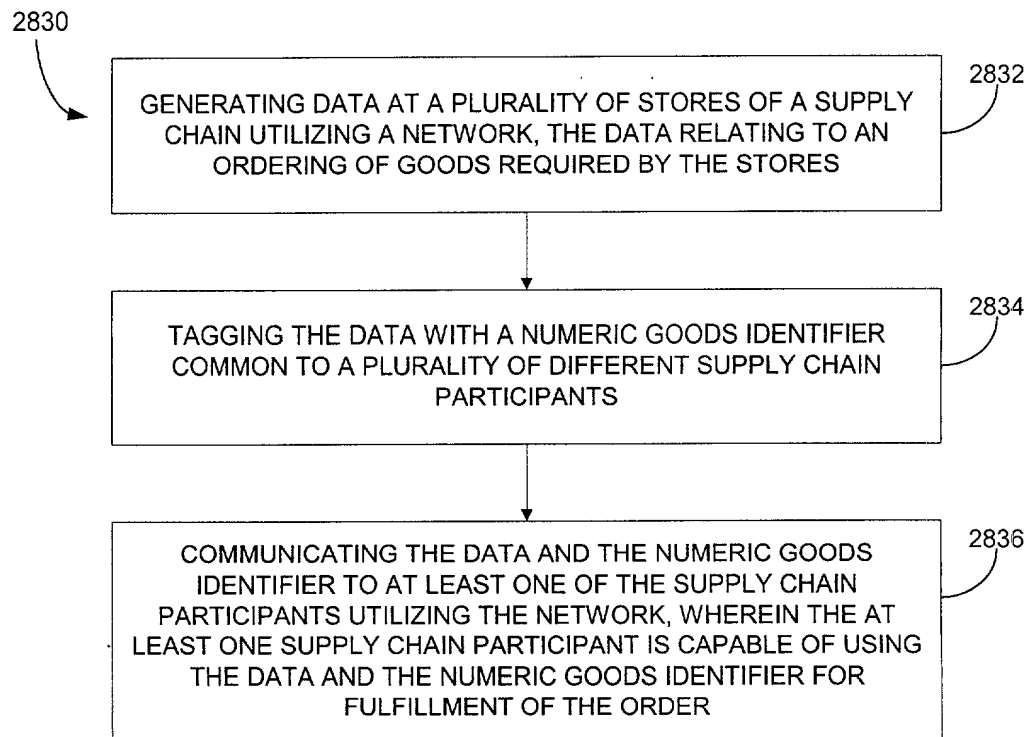 2830
2832
GENERATING DATA AT A PLURALITY OF STORES OF A SUPPLY
CHAIN UTILIZING A NETWORK, THE DATA RELATING TO AN
ORDERING OF GOODS REQUIRED BY THE STORES
2834
TAGGING THE DATA WITH A NUMERIC GOODS IDENTIFIER
COMMON TO A PLURALITY OF DIFFERENT SUPPLY CHAIN
PARTICIPANTS
2836
COMMUNICATING THE DATA AND THE NUMERIC GOODS
IDENTIFIER TO AT LEAST ONE OF THE SUPPLY CHAIN
PARTICIPANTS UTILIZING THE NETWORK, WHEREIN THE AT
LEAST ONE SUPPLY CHAIN PARTICIPANT IS CAPABLE OF USING
THE DATA AND THE NUMERIC GOODS IDENTIFIER FOR
FULFILLMENT OF THE ORDER